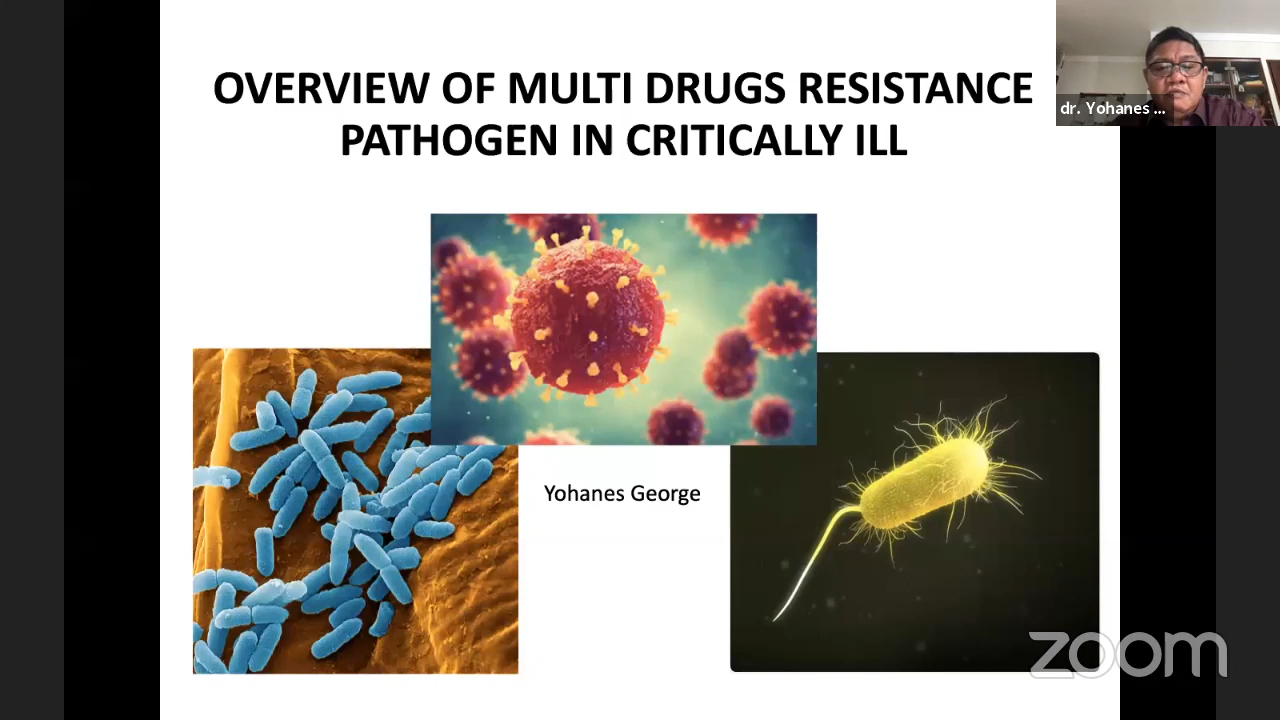 OVERVIEW OF MULTI DRUGS RESISTANCE
PATHOGEN IN CRITICALLY ILL
dr. Yohanes ...
Yohanes George
zoom